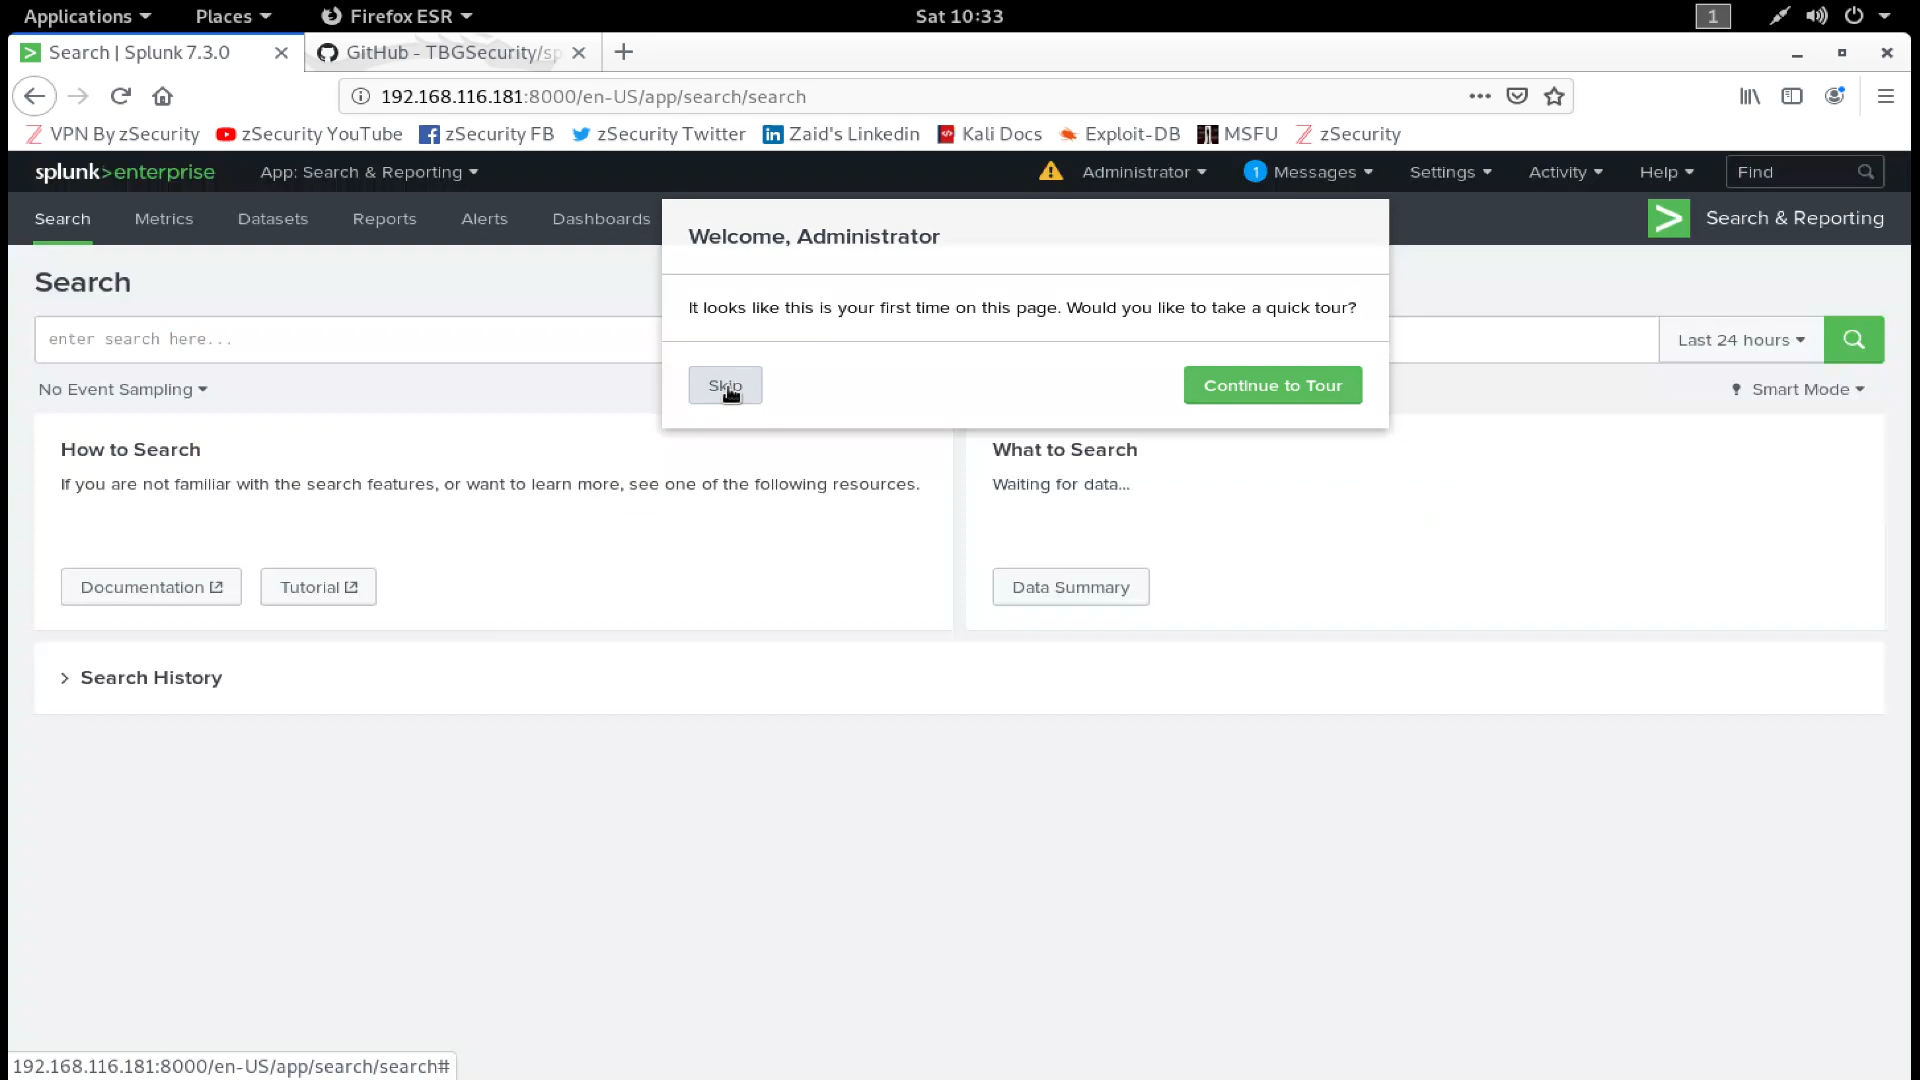 Applications Places Firefox ESR Sat 10:33 1
Search | Splunk 7.3.0 GitHub - TBGSecurity/sp
192.168.116.181:8000/en-US/app/search/search
VPN By zSecurity zSecurity YouTube zSecurity FB zSecurity Twitter Zaid's Linkedin Kali Docs Exploit-DB MSFU zSecurity
splunk>enterprise App: Search & Reporting Administrator 1 Messages Settings Activity Help Find
Search Metrics Datasets Reports Alerts Dashboards Search & Reporting
Welcome, Administrator
It looks like this is your first time on this page. Would you like to take a quick tour?
Skip Continue to Tour
Search
enter search here... Last 24 hours
No Event Sampling Smart Mode
How to Search
If you are not familiar with the search features, or want to learn more, see one of the following resources.
Documentation Tutorial
What to Search
Waiting for data...
Data Summary
> Search History
192.168.116.181:8000/en-US/app/search/search#